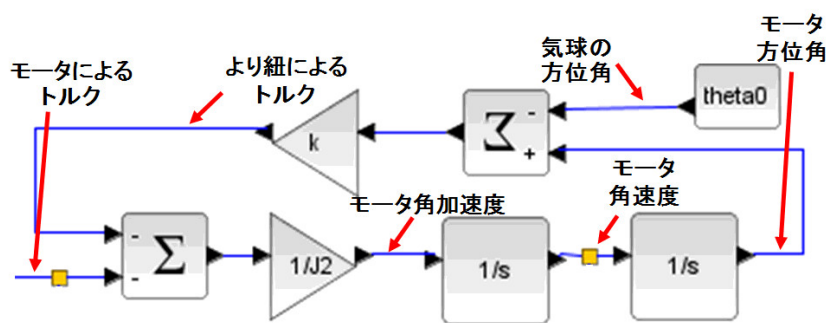 モータによる
トルク
より紐による
トルク
気球の
方位角
モータ
方位角
theta0
-
Σ
+
k
モータ
角速度
モータ角加速度
-
Σ
-
1/J2
1/s
1/s